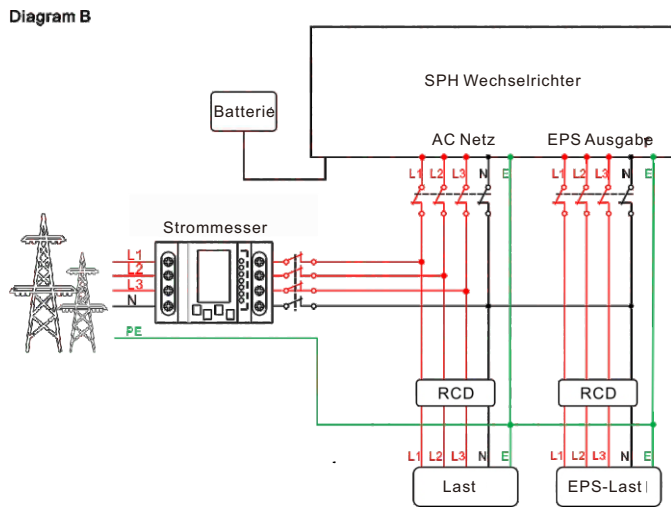 Diagram B
SPH Wechselrichter
Batterie
AC Netz
EPS Ausgabe
L1 L2 L3 N E
L1 L2 L3 N E
Strommesser
L1
L2
L3
N
PE
RCD
RCD
L1 L2 L3 N E
L1 L2 L3 N E
Last
EPS-Last